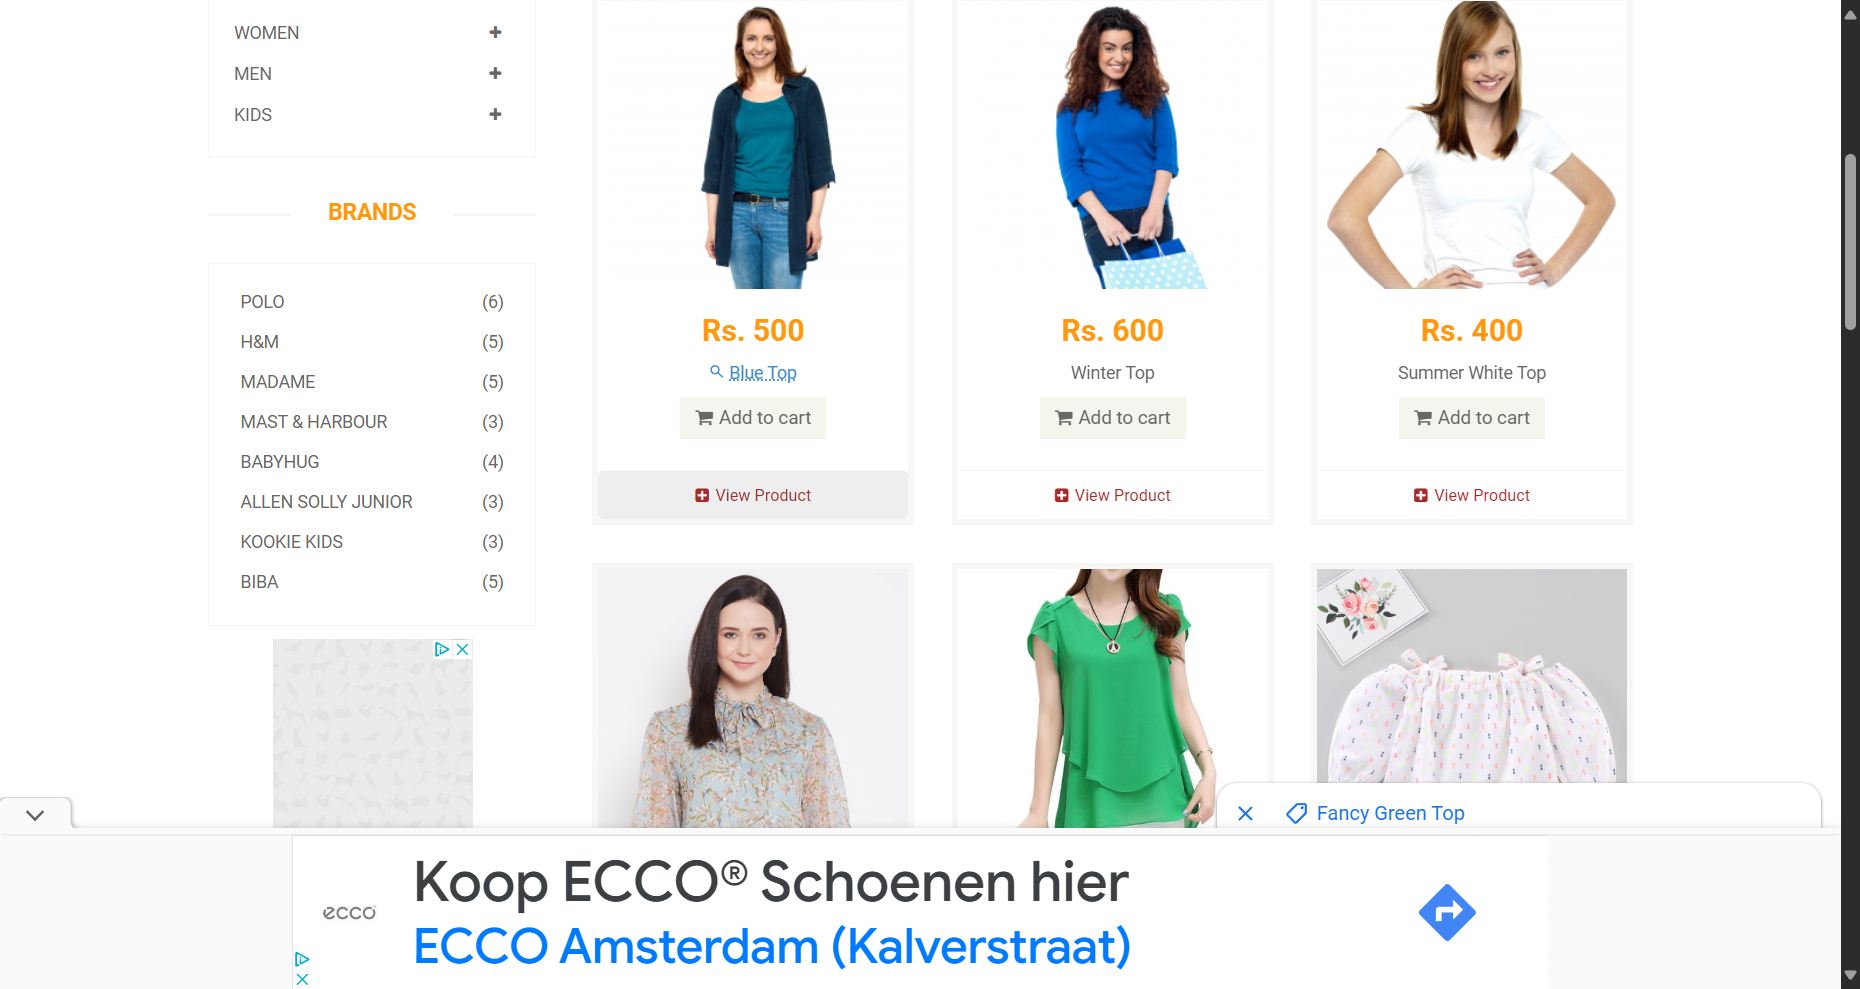 WOMEN
MEN
KIDS
BRANDS
POLO (6)
H&M (5)
MADAME (5)
MAST & HARBOUR (3)
BABYHUG (4)
ALLEN SOLLY JUNIOR (3)
KOOKIE KIDS (3)
BIBA (5)
Rs. 500
Blue Top
Add to cart
View Product
Rs. 600
Winter Top
Add to cart
View Product
Rs. 400
Summer White Top
Add to cart
View Product
Fancy Green Top
ecco
Koop ECCO® Schoenen hier
ECCO Amsterdam (Kalverstraat)